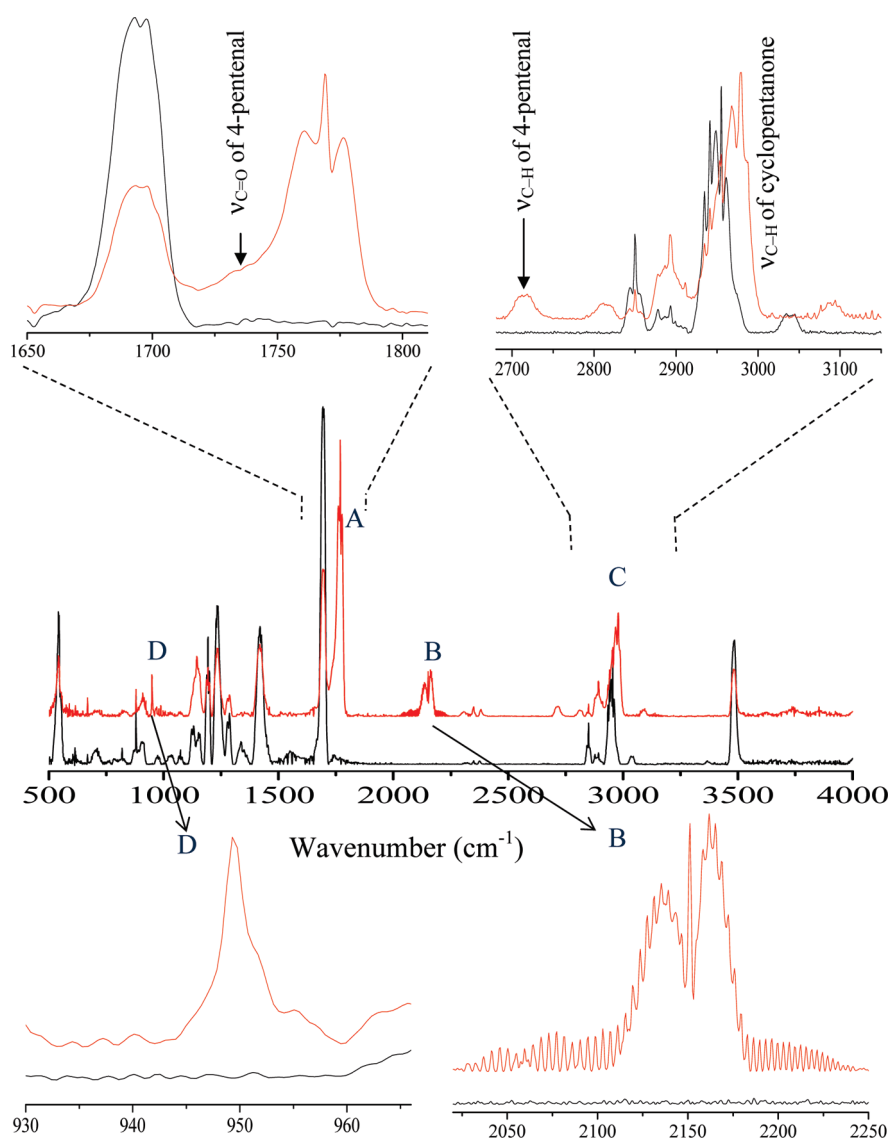 νC=O of 4-pentenal
νC–H of 4-pentenal
νC–H of cyclopentanone
1650 1700 1750 1800
2700 2800 2900 3000 3100
A
C
D
B
500 1000 1500 2000 2500 3000 3500 4000
D
Wavenumber (cm-1)
B
930 940 950 960
2050 2100 2150 2200 2250